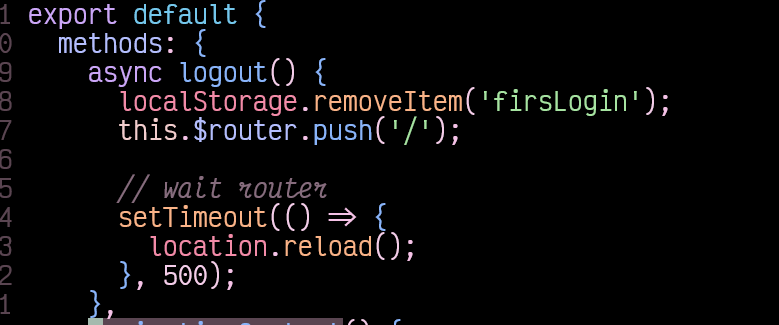 1 export default {
0 methods: {
9 async logout() {
8 localStorage.removeItem('firsLogin');
7 this.$router.push('/');
6
5 // wait router
4 setTimeout(() => {
3 location.reload();
2 }, 500);
1 },
() {